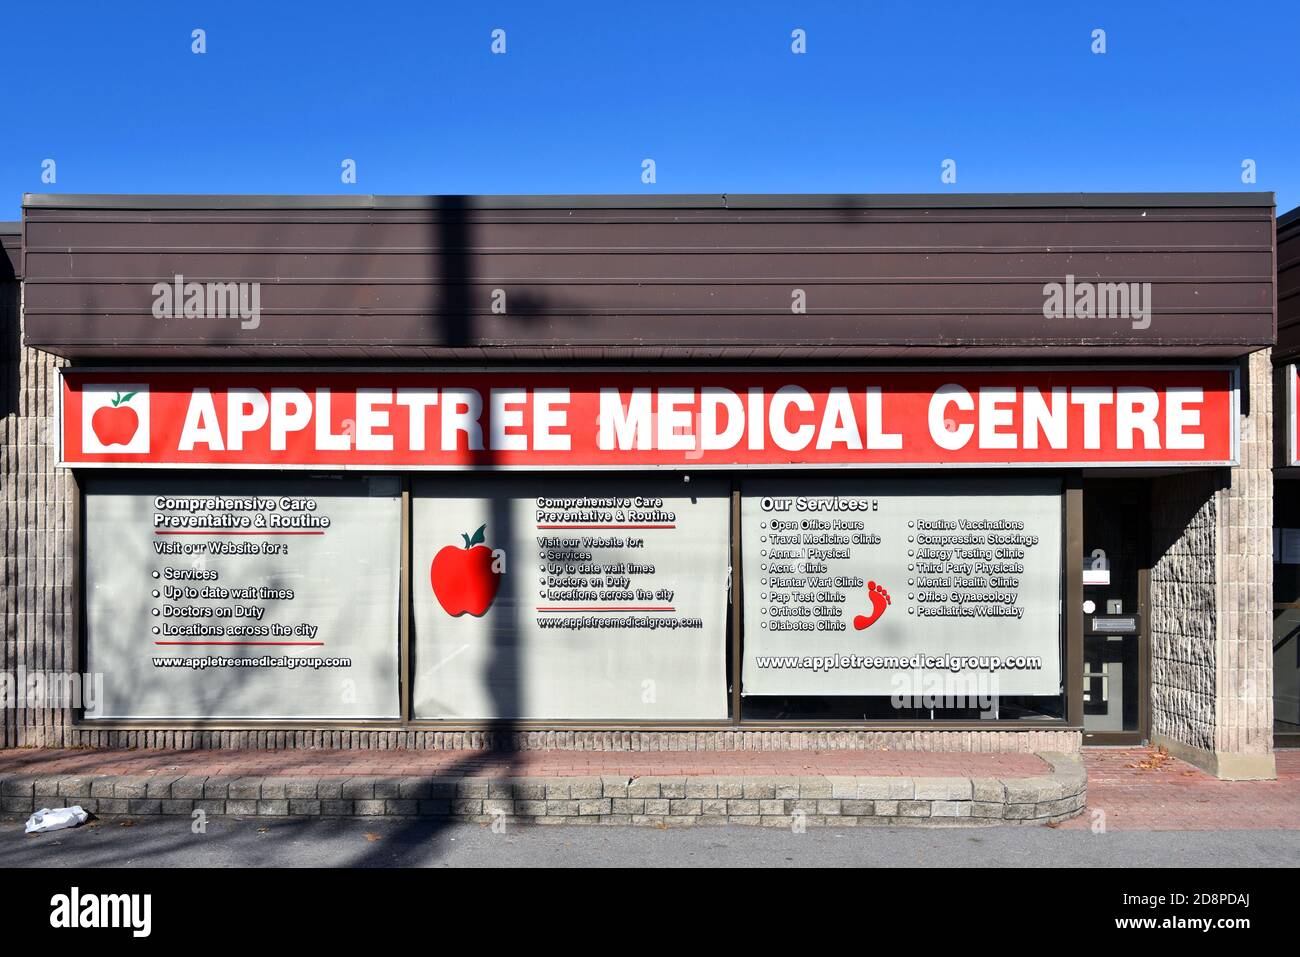 APPLETREE MEDICAL CENTRE
Comprehensive Care
Preventative & Routine
Visit our Website for :
• Services
• Up to date wait times
• Doctors on Duty
• Locations across the city
www.appletreemedicalgroup.com
Comprehensive Care
Preventative & Routine
Visit our Website for:
• Services
• Up to date wait times
• Doctors on Duty
• Locations across the city
www.appletreemedicalgroup.com
Our Services :
• Open Office Hours
• Travel Medicine Clinic
• Annual Physical
• Acne Clinic
• Plantar Wart Clinic
• Pap Test Clinic
• Orthotic Clinic
• Diabetes Clinic
• Routine Vaccinations
• Compression Stockings
• Allergy Testing Clinic
• Third Party Physicals
• Mental Health Clinic
• Office Gynaecology
• Paediatrics/Wellbaby
www.appletreemedicalgroup.com
a alamy
alamy
Image ID: 2D8PDAJ
www.alamy.com